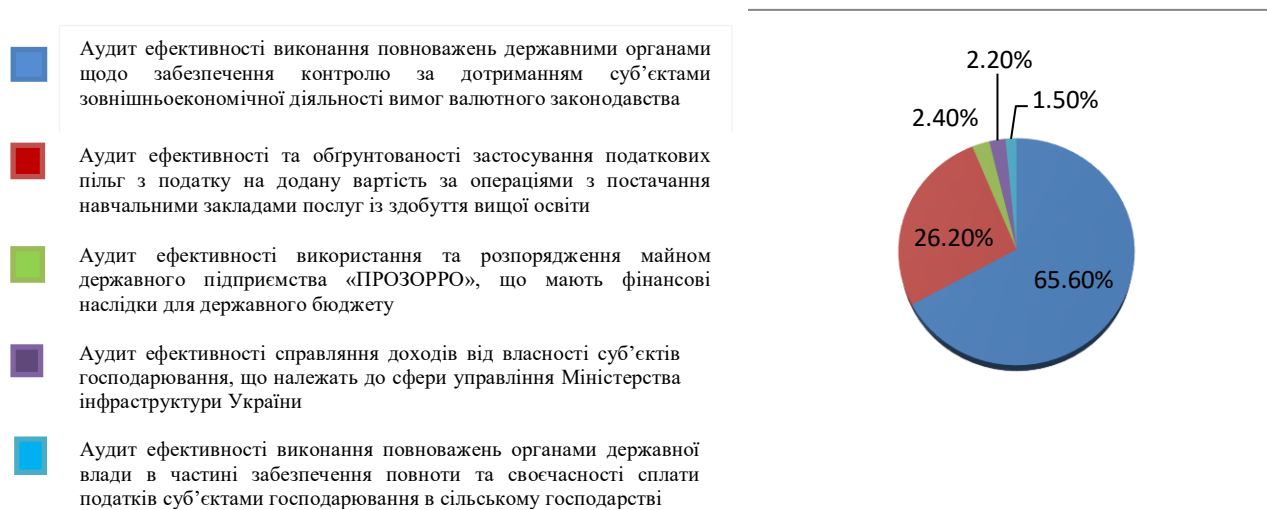 Аудит ефективності виконання повноважень державними органами
щодо забезпечення контролю за дотриманням суб’єктами
зовнішньоекономічної діяльності вимог валютного законодавства
Аудит ефективності та обґрунтованості застосування податкових
пільг з податку на додану вартість за операціями з постачання
навчальними закладами послуг із здобуття вищої освіти
Аудит ефективності використання та розпорядження майном
державного підприємства «ПРОЗОРРО», що мають фінансові
наслідки для державного бюджету
Аудит ефективності справляння доходів від власності суб’єктів
господарювання, що належать до сфери управління Міністерства
інфраструктури України
Аудит ефективності виконання повноважень органами державної
влади в частині забезпечення повноти та своєчасності сплати
податків суб’єктами господарювання в сільському господарстві
2.20%
1.50%
2.40%
26.20%
65.60%